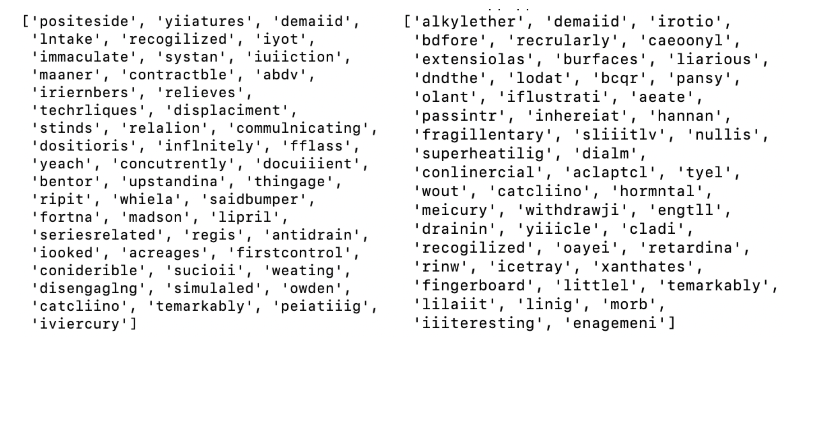 ['positeside', 'yiiatures', 'demaiid',
'lntake', 'recogilized', 'iyot',
'immaculate', 'systan', 'iuiiction',
'maaner', 'contractble', 'abdv',
'iriernbers', 'relieves',
'techrliques', 'displaciment',
'stinds', 'relalion', 'commulnicating',
'dositioris', 'inflnitely', 'fflass',
'yeach', 'concutrently', 'docuiiient',
'bentor', 'upstandina', 'thingage',
'ripit', 'whiela', 'saidbumper',
'fortna', 'madson', 'lipril',
'seriesrelated', 'regis', 'antidrain',
'iooked', 'acreages', 'firstcontrol',
'coniderible', 'sucioii', 'weating',
'disengaglng', 'simulaled', 'owden',
'catcliino', 'temarkably', 'peiatiiig',
'iviercury']
['alkylether', 'demaiid', 'irotio',
'bdfore', 'recrularly', 'caeoonyl',
'extensiolas', 'burfaces', 'liarious',
'dndthe', 'lodat', 'bcqr', 'pansy',
'olant', 'iflustrati', 'aeate',
'passintr', 'inhereiat', 'hannan',
'fragillentary', 'sliiitlv', 'nullis',
'superheatilig', 'dialm',
'conlinercial', 'aclaptcl', 'tyel',
'wout', 'catcliino', 'hormntal',
'meicury', 'withdrawji', 'engtll',
'drainin', 'yiiicle', 'cladi',
'recogilized', 'oayei', 'retardina',
'rinw', 'icetray', 'xanthates',
'fingerboard', 'littlel', 'temarkably',
'lilaiit', 'linig', 'morb',
'iiiteresting', 'enagemeni']